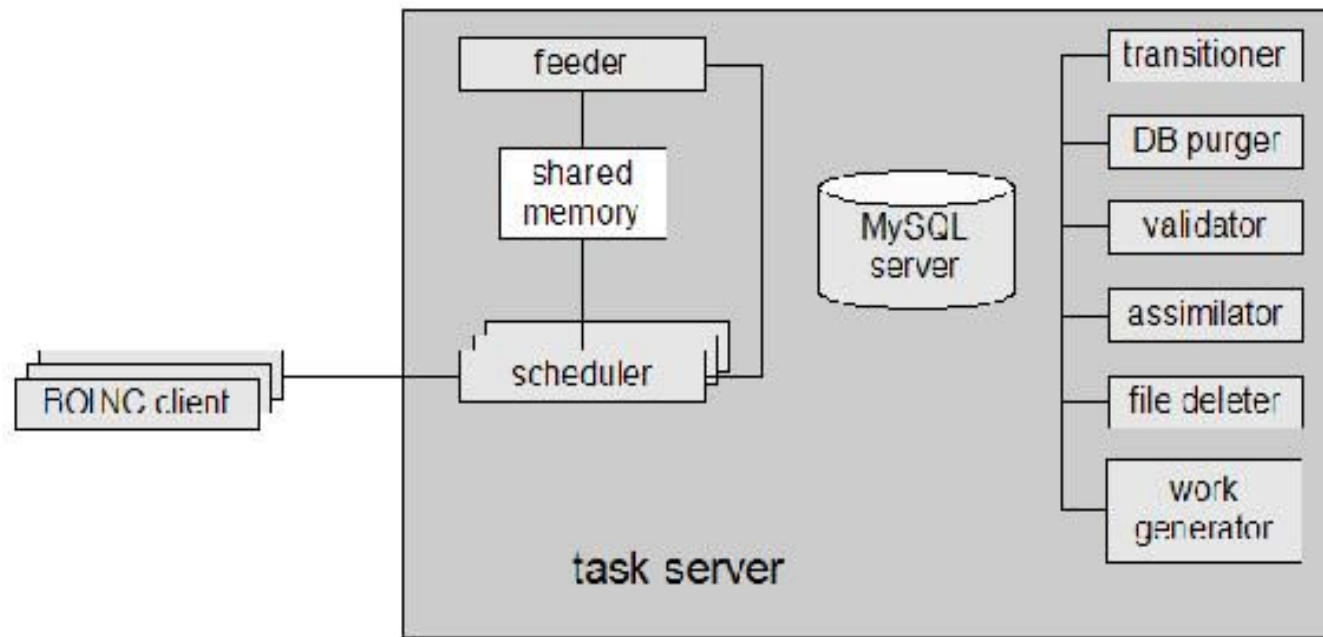 feeder
shared
memory
scheduler
BOINC client
MySQL
server
transitioner
DB purger
validator
assimilator
file deleter
work
generator
task server